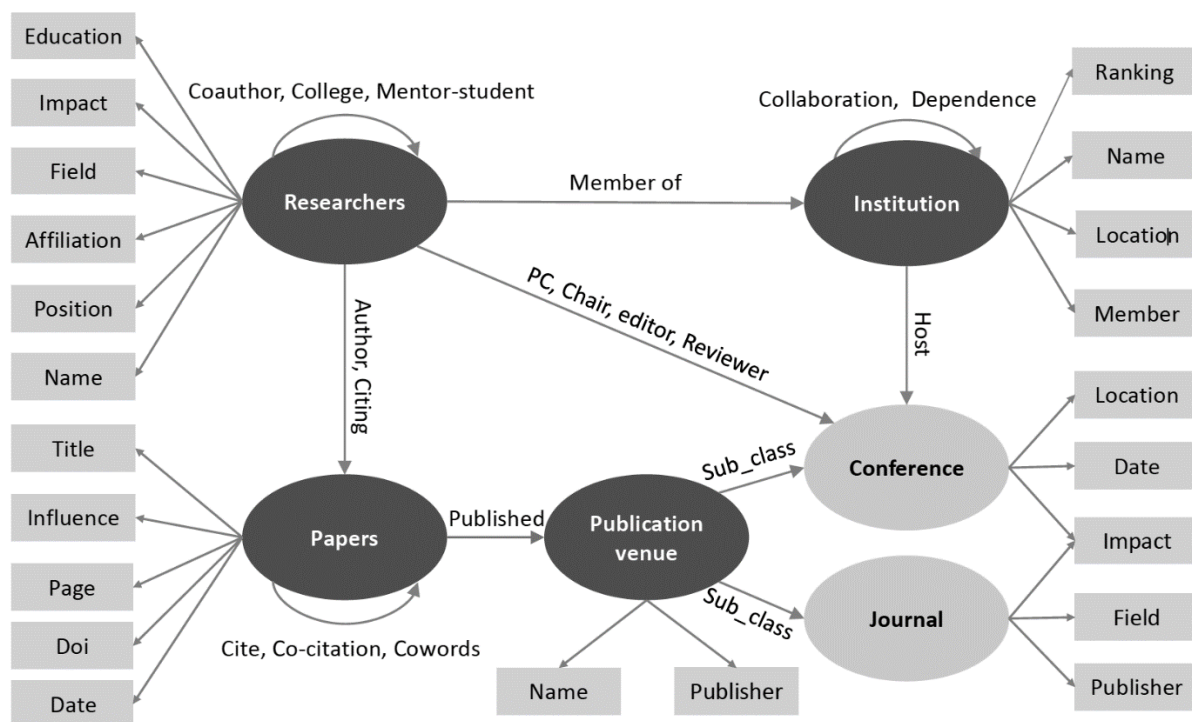 Education
Impact
Field
Affiliation
Position
Name
Title
Influence
Page
Doi
Date
Coauthor, College, Mentor-student
Researchers
Member of
Collaboration, Dependence
Institution
Author, Citing
PC, Chair, editor, Reviewer
Host
Papers
Cite, Co-citation, Cowords
Published
Publication
venue
Sub_class
Sub_class
Name
Publisher
Conference
Journal
Ranking
Name
Location
Member
Location
Date
Impact
Field
Publisher